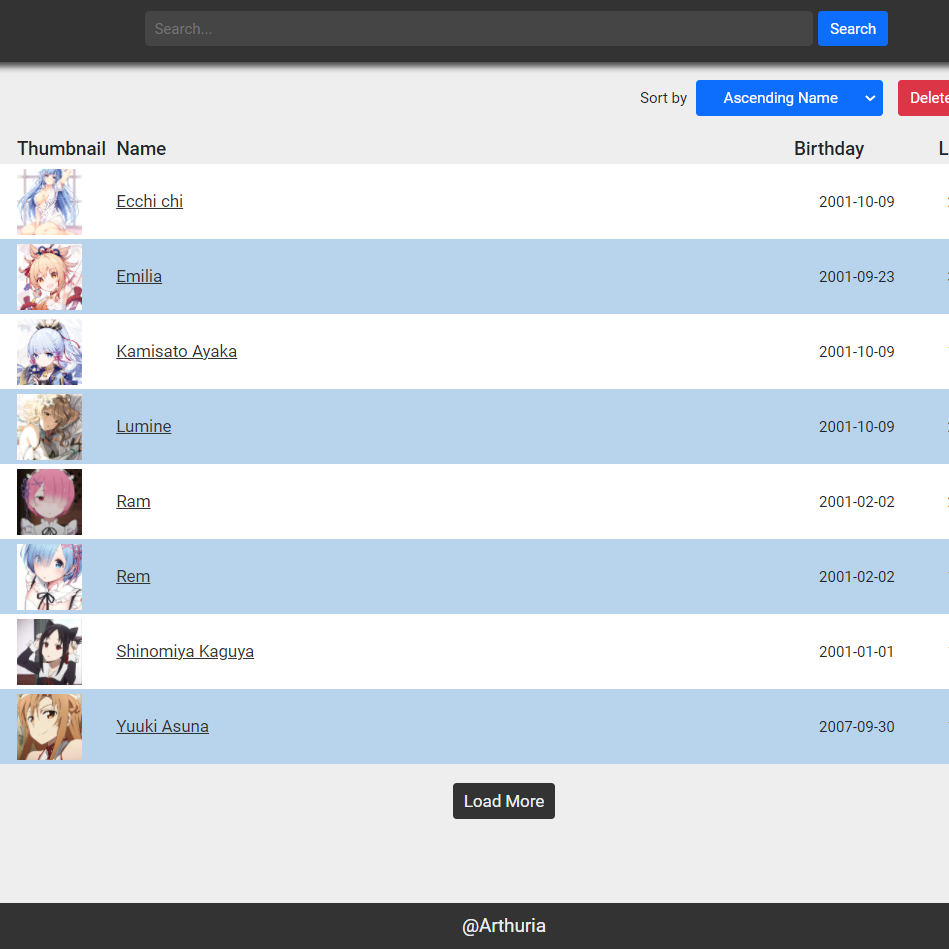 Search...
Search
Sort by Ascending Name
Thumbnail Name Birthday
Ecchi chi 2001-10-09
Emilia 2001-09-23
Kamisato Ayaka 2001-10-09
Lumine 2001-10-09
Ram 2001-02-02
Rem 2001-02-02
Shinomiya Kaguya 2001-01-01
Yuuki Asuna 2007-09-30
Load More
@Arthuria